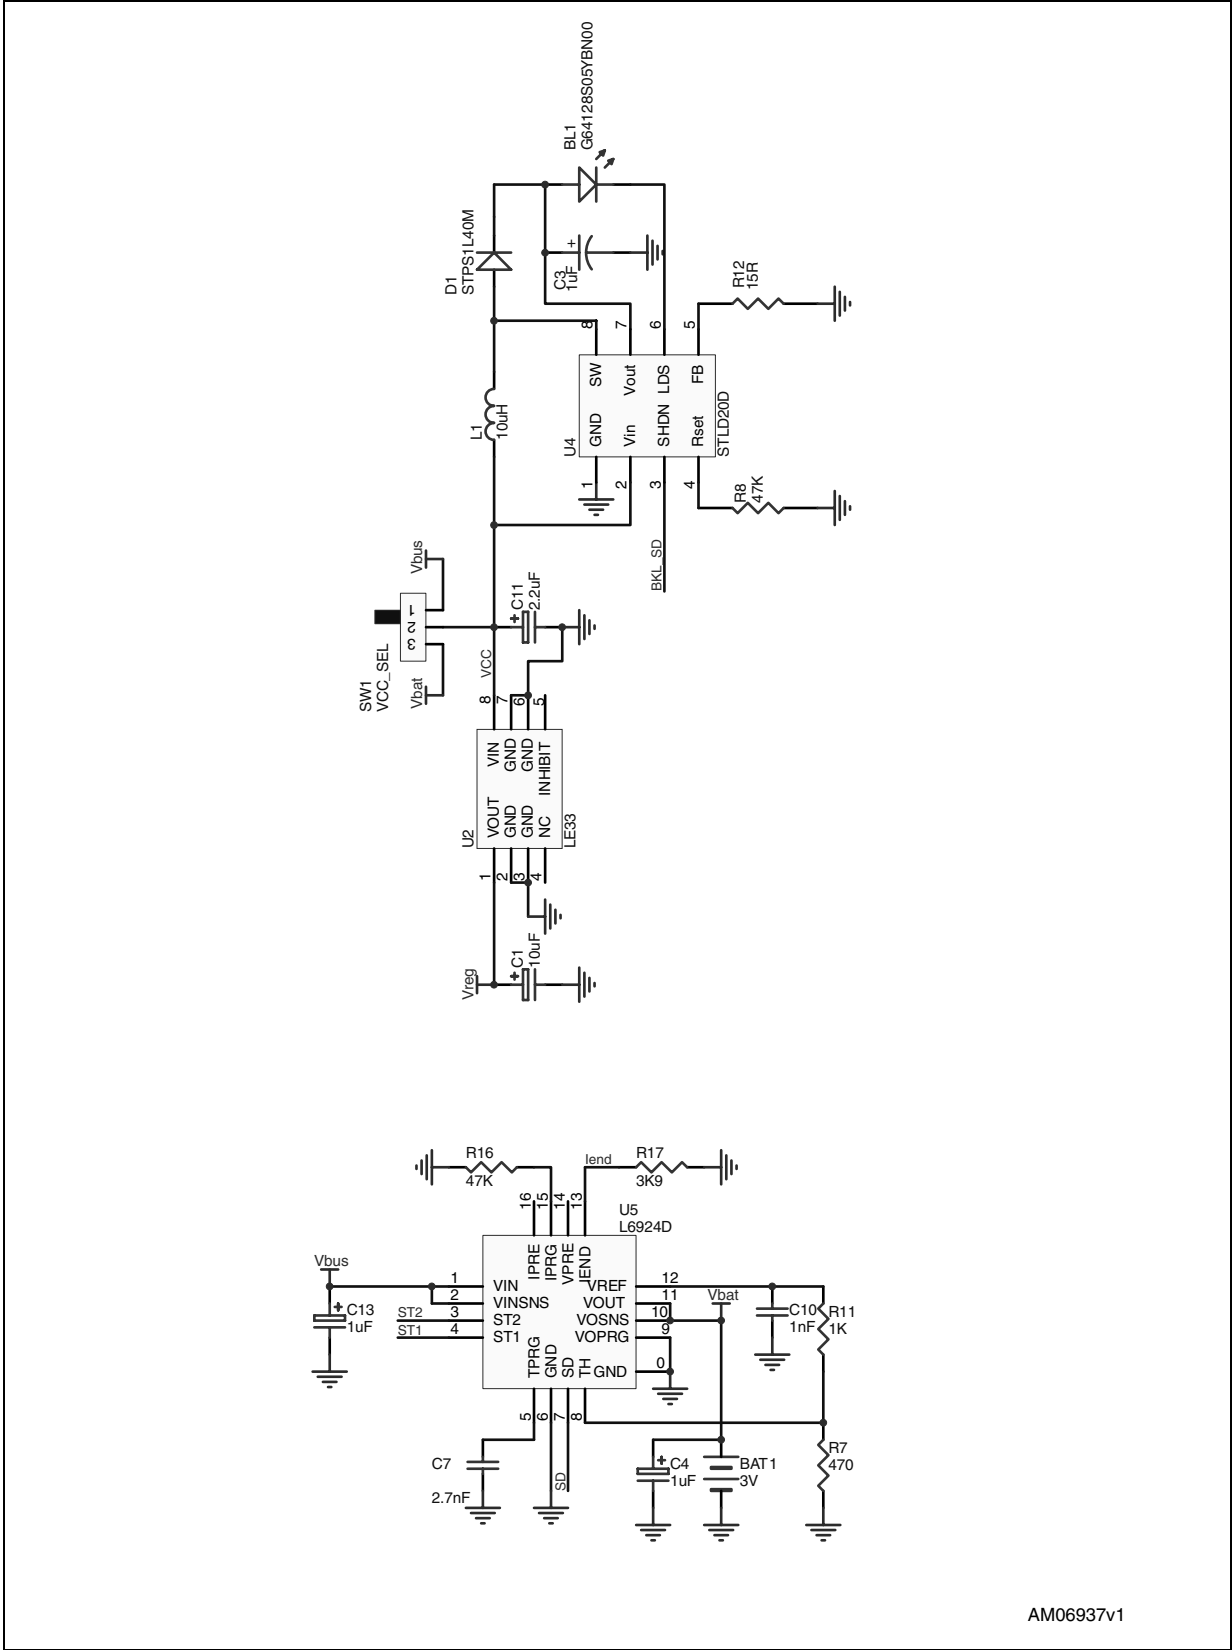 BL1
G64128S05YBN00
D1
STPS1L40M
+
C3
1uF
R12
15R
8
7
6
5
SW
Vout
LDS
FB
L1
10uH
U4
GND
Vin
SHDN
Rset
STLD20D
1
2
3
4
R8
47K
BKL_SD
Vbus
1
2
3
SW1
VCC_SEL
Vbat
+
C11
2.2uF
VCC
8
7
6
5
VIN
GND
GND
INHIBIT
VOUT
GND
GND
NC
U2
LE33
1
2
3
4
Vreg
+
C1
10uF
R16
47K
Iend
R17
3K9
16
15
14
13
U5
L6924D
IPRE
IPRG
VPRE
IEND
Vbus
1
2
3
4
VIN
VINSNS
ST2
ST1
ST2
ST1
+
C13
1uF
VREF
VOUT
VOSNS
VOPRG
GND
12
11
10
9
0
Vbat
C10
1nF
R11
1K
TPRG
GND
SD
TH
5
6
7
8
C7
2.7nF
SD
+
C4
1uF
BAT1
3V
R7
470
AM06937v1